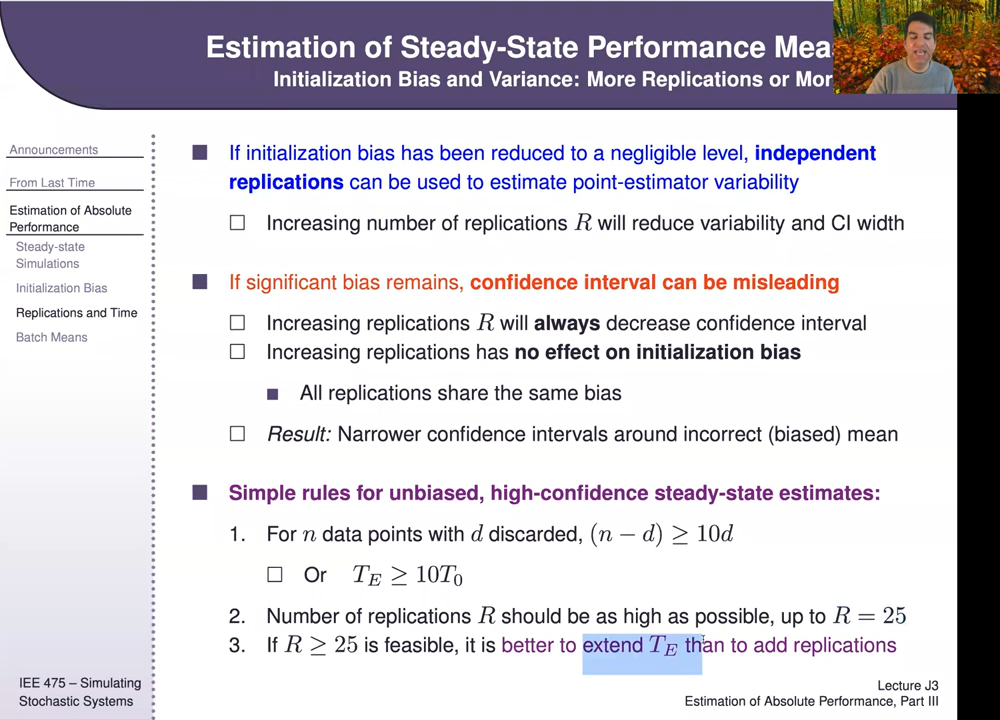 Estimation of Steady-State Performance Mea
Initialization Bias and Variance: More Replications or Mor
Announcements
From Last Time
Estimation of Absolute
Performance
Steady-state
Simulations
Initialization Bias
Replications and Time
Batch Means
If initialization bias has been reduced to a negligible level, independent
replications can be used to estimate point-estimator variability
Increasing number of replications R will reduce variability and CI width
If significant bias remains, confidence interval can be misleading
Increasing replications R will always decrease confidence interval
Increasing replications has no effect on initialization bias
All replications share the same bias
Result: Narrower confidence intervals around incorrect (biased) mean
Simple rules for unbiased, high-confidence steady-state estimates:
1. For n data points with d discarded, (n − d) ≥ 10d
Or T_E ≥ 10T_0
2. Number of replications R should be as high as possible, up to R = 25
3. If R ≥ 25 is feasible, it is better to extend T_E than to add replications
IEE 475 – Simulating
Stochastic Systems
Lecture J3
Estimation of Absolute Performance, Part III